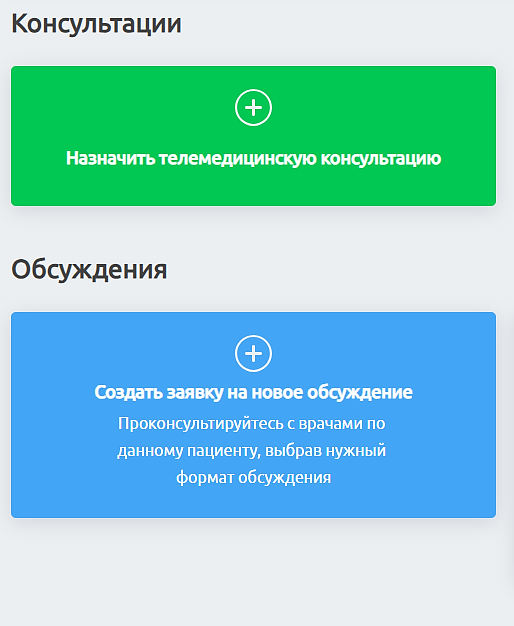 Консультации
Назначить телемедицинскую консультацию
Обсуждения
Создать заявку на новое обсуждение
Проконсультируйтесь с врачами по
данному пациенту, выбрав нужный
формат обсуждения